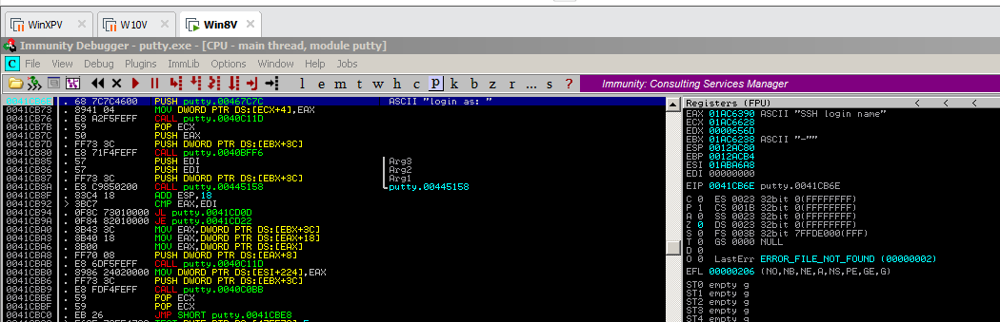 WinXPV × W10V × Win8V ×
Immunity Debugger - putty.exe - [CPU - main thread, module putty]
C File View Debug Plugins ImmLib Options Window Help Jobs
l e m t w h c p k b z r ... s ? Immunity: Consulting Services Manager
. 68 7C7C4600 PUSH putty.00467C7C ASCII "login as: "
0041CB73 . 8941 04 MOV DWORD PTR DS:[ECX+4],EAX
0041CB76 . E8 A2F5FEFF CALL putty.0040C11D
0041CB7B . 59 POP ECX
0041CB7C . 50 PUSH EAX
0041CB7D . FF73 3C PUSH DWORD PTR DS:[EBX+3C]
0041CB80 . E8 71F4FEFF CALL putty.0040BFF6
0041CB85 . 57 PUSH EDI Arg3
0041CB86 . 57 PUSH EDI Arg2
0041CB87 . FF73 3C PUSH DWORD PTR DS:[EBX+3C] Arg1
0041CB8A . E8 C9850200 CALL putty.00445158 putty.00445158
0041CB8F . 83C4 18 ADD ESP,18
0041CB92 > 3BC7 CMP EAX,EDI
0041CB94 . 0F8C 73010000 JL putty.0041CD0D
0041CB9A . 0F84 82010000 JE putty.0041CD22
0041CBA0 . 8B43 3C MOV EAX,DWORD PTR DS:[EBX+3C]
0041CBA3 . 8B40 18 MOV EAX,DWORD PTR DS:[EAX+18]
0041CBA6 . 8B00 MOV EAX,DWORD PTR DS:[EAX]
0041CBA8 . FF70 08 PUSH DWORD PTR DS:[EAX+8]
0041CBAB . E8 6DF5FEFF CALL putty.0040C11D
0041CBB0 . 8986 24020000 MOV DWORD PTR DS:[ESI+224],EAX
0041CBB6 . FF73 3C PUSH DWORD PTR DS:[EBX+3C]
0041CBB9 . E8 FDF4FEFF CALL putty.0040C0BB
0041CBBE . 59 POP ECX
0041CBBF . 59 POP ECX
0041CBC0 . EB 26 JMP SHORT putty.0041CBE8
Registers (FPU) < < <
EAX 01AC6390 ASCII "SSH login name"
ECX 01AC6628
EDX 0000656D
EBX 01AC6238 ASCII "-""
ESP 0012AC80
EBP 0012ACB4
ESI 01ABA6A8
EDI 00000000
EIP 0041CB6E putty.0041CB6E
C 0 ES 0023 32bit 0(FFFFFFFF)
P 1 CS 001B 32bit 0(FFFFFFFF)
A 0 SS 0023 32bit 0(FFFFFFFF)
Z 0 DS 0023 32bit 0(FFFFFFFF)
S 0 FS 003B 32bit 7FFDE000(FFF)
T 0 GS 0000 NULL
D 0
O 0 LastErr ERROR_FILE_NOT_FOUND (00000002)
EFL 00000206 (NO,NB,NE,A,NS,PE,GE,G)
ST0 empty g
ST1 empty g
ST2 empty g
ST3 empty g
ST4 empty g